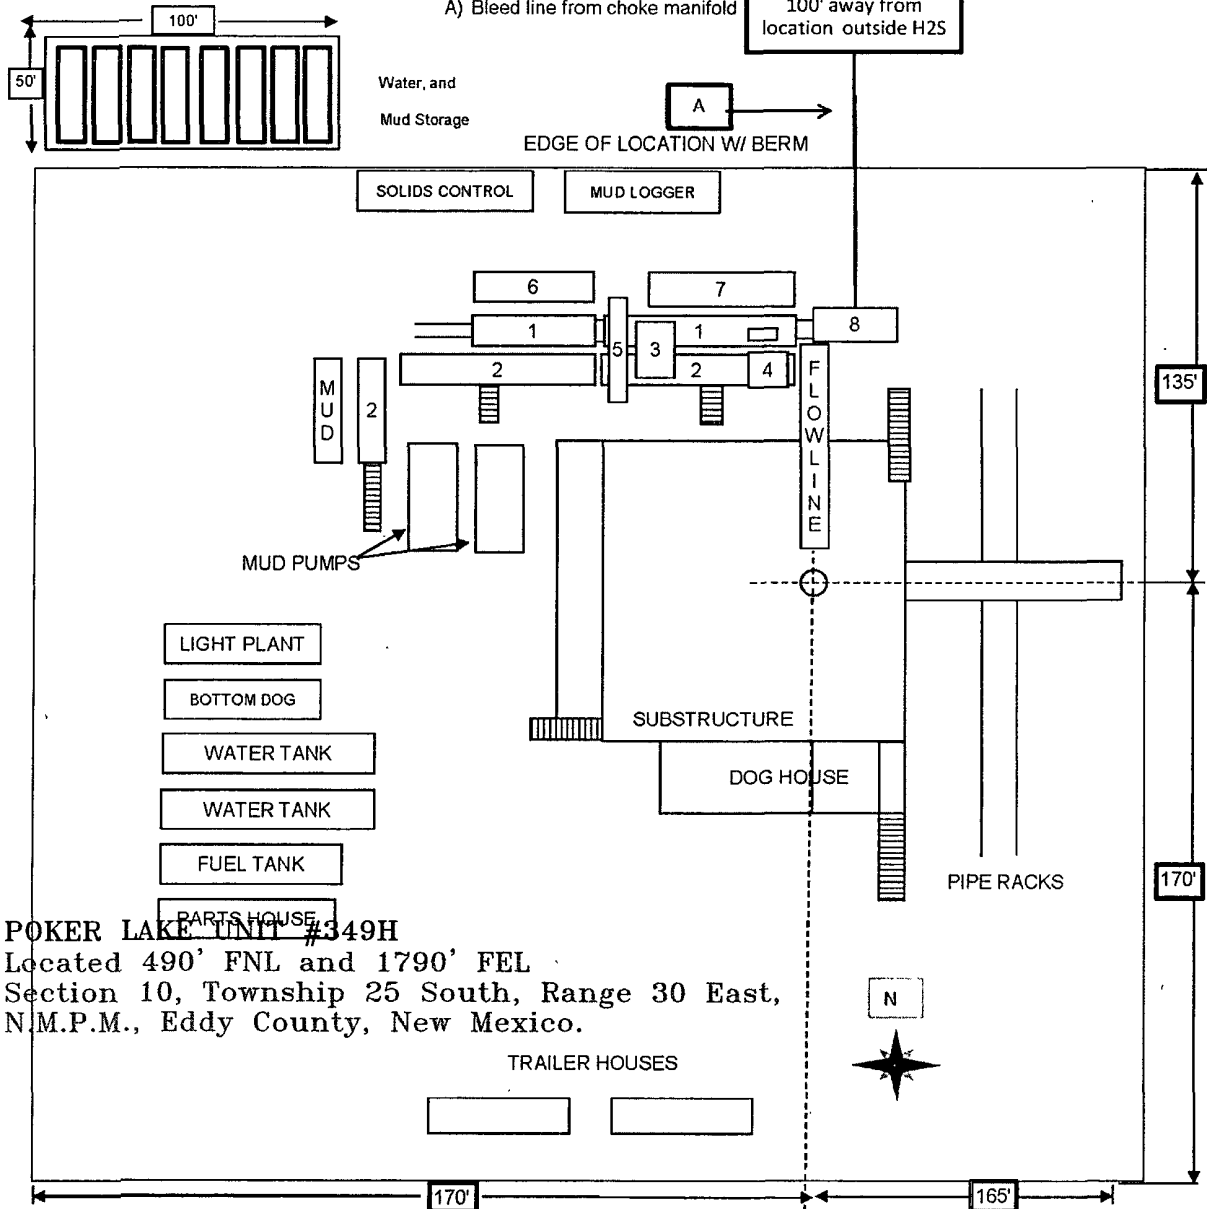 A) Bleed line from choke manifold
100' away from
location outside H2S
100'
50'
Water, and
Mud Storage
A
EDGE OF LOCATION W/ BERM
SOLIDS CONTROL
MUD LOGGER
6
7
1
1
8
5
3
2
2
4
MUD
2
FLOWLINE
135'
MUD PUMPS
LIGHT PLANT
BOTTOM DOG
WATER TANK
SUBSTRUCTURE
DOG HOUSE
WATER TANK
FUEL TANK
PIPE RACKS
170'
PARTS HOUSE
POKER LAKE UNIT #349H
Located 490' FNL and 1790' FEL
Section 10, Township 25 South, Range 30 East,
N.M.P.M., Eddy County, New Mexico.
N
TRAILER HOUSES
170'
165'